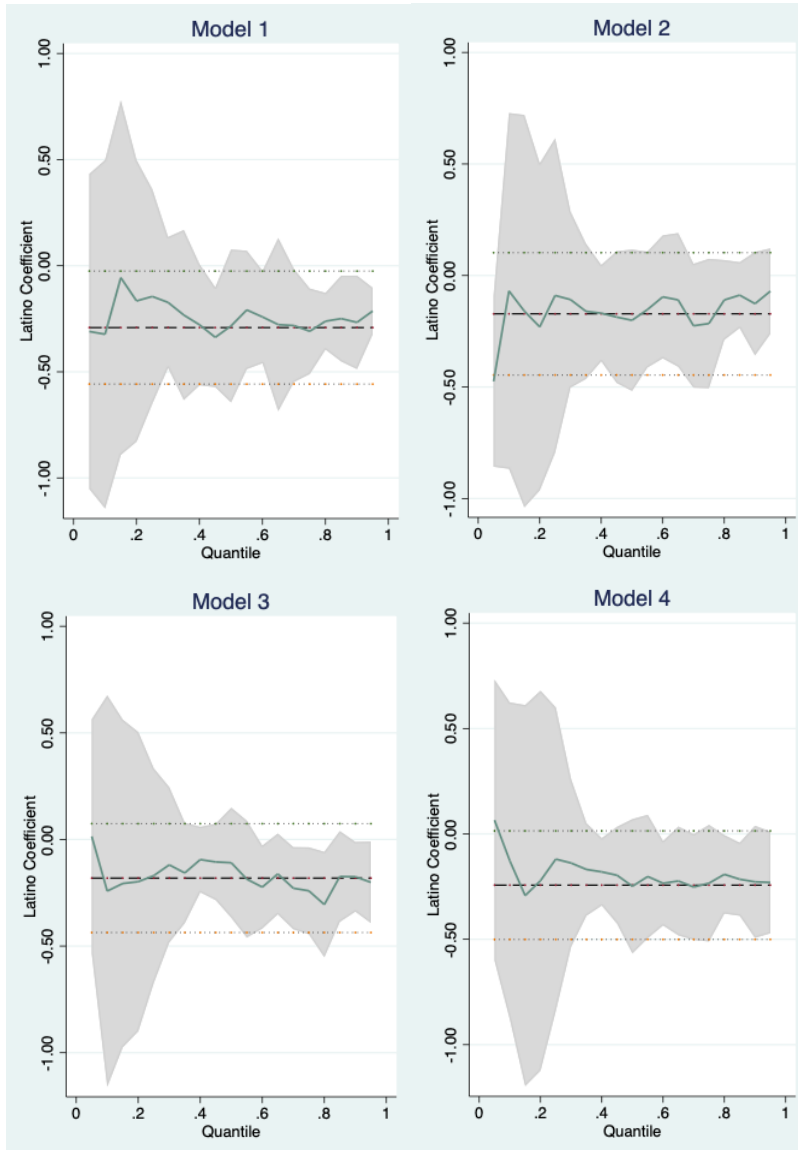 Model 1
1.00
0.50
0.00
-0.50
-1.00
Latino Coefficient
0 .2 .4 .6 .8 1
Quantile
Model 2
1.00
0.50
0.00
-0.50
-1.00
Latino Coefficient
0 .2 .4 .6 .8 1
Quantile
Model 3
1.00
0.50
0.00
-0.50
-1.00
Latino Coefficient
0 .2 .4 .6 .8 1
Quantile
Model 4
1.00
0.50
0.00
-0.50
-1.00
Latino Coefficient
0 .2 .4 .6 .8 1
Quantile